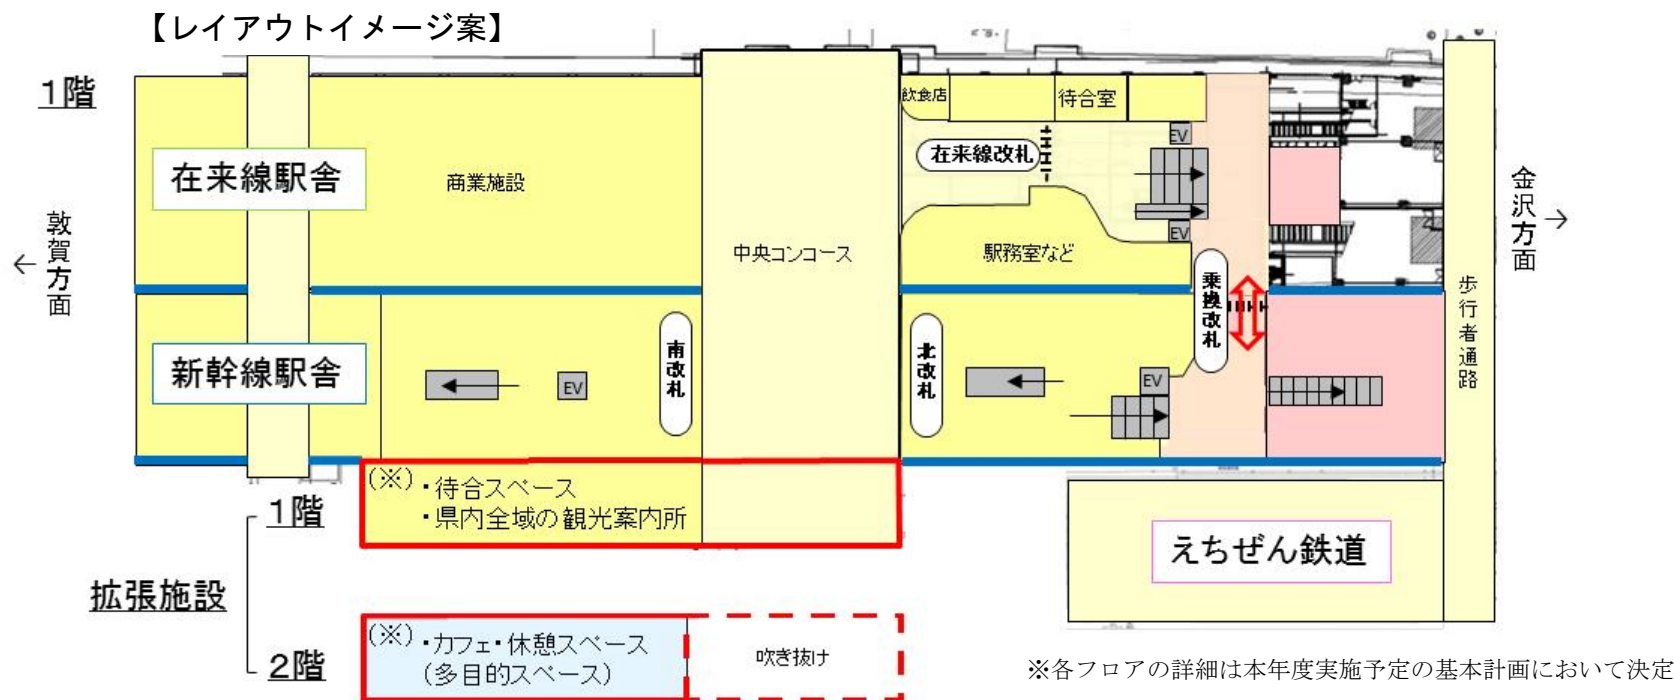 【レイアウトイメージ案】
1階
飲食店
待合室
EV
在来線改札
在来線駅舎
商業施設
EV
中央コンコース
駅務室など
← 敦賀方面
金沢方面 →
乗換改札
歩行者通路
新幹線駅舎
EV
南改札
北改札
EV
(※)・待合スペース
・県内全域の観光案内所
1階
えちぜん鉄道
拡張施設
(※)・カフェ・休憩スペース
(多目的スペース)
吹き抜け
2階
※各フロアの詳細は本年度実施予定の基本計画において決定